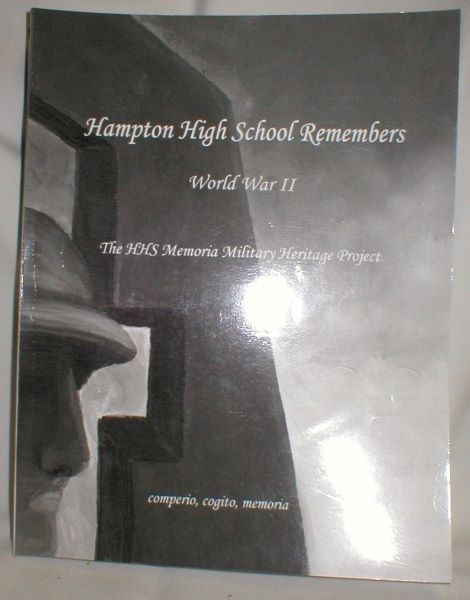 Hampton High School Remembers
World War II
The HHS Memoria Military Heritage Project
comperio, cogito, memoria